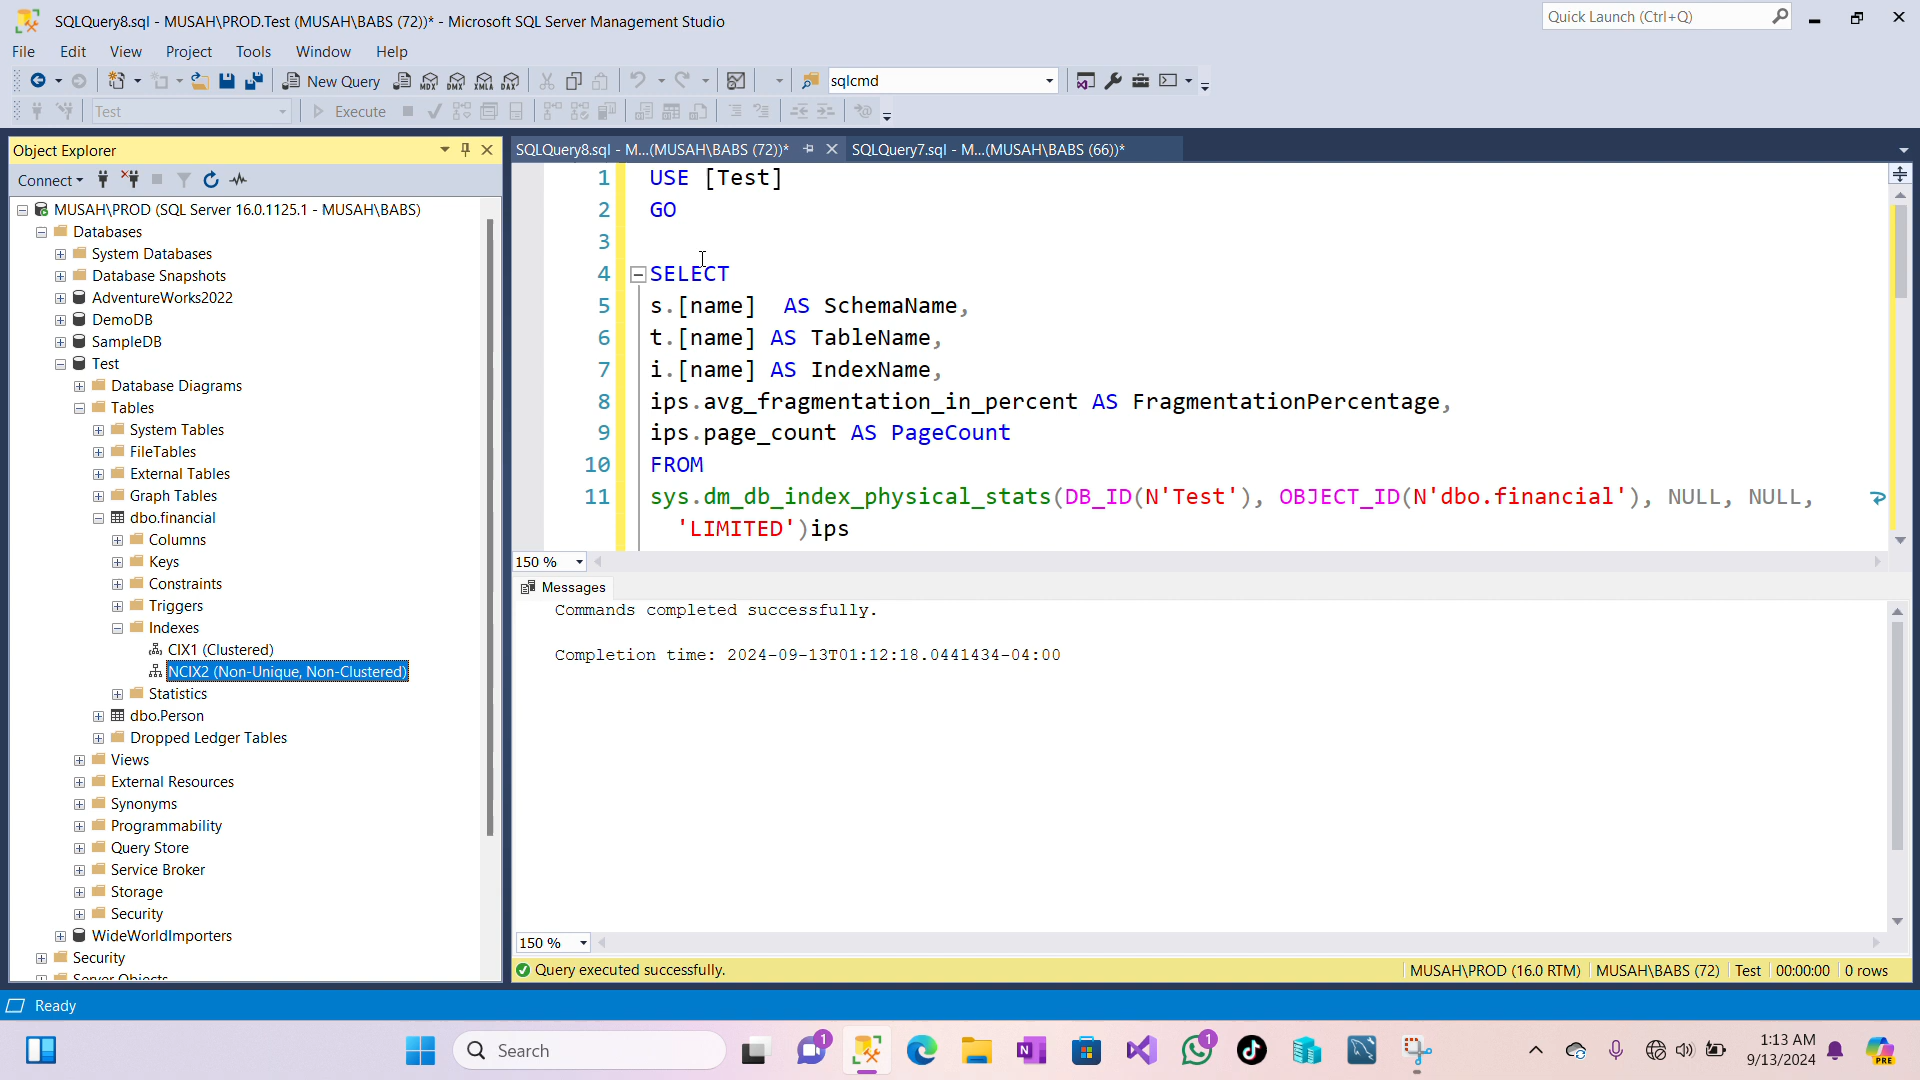 SQLQuery8.sql - MUSAH\PROD.Test (MUSAH\BABS (72))* - Microsoft SQL Server Management Studio
Quick Launch (Ctrl+Q)
File Edit View Project Tools Window Help
New Query
MDX DMX XMLA DAX
sqlcmd
Test
Execute
Object Explorer
Connect
MUSAH\PROD (SQL Server 16.0.1125.1 - MUSAH\BABS)
Databases
System Databases
Database Snapshots
AdventureWorks2022
DemoDB
SampleDB
Test
Database Diagrams
Tables
System Tables
FileTables
External Tables
Graph Tables
dbo.financial
Columns
Keys
Constraints
Triggers
Indexes
CIX1 (Clustered)
NCIX2 (Non-Unique, Non-Clustered)
Statistics
dbo.Person
Dropped Ledger Tables
Views
External Resources
Synonyms
Programmability
Query Store
Service Broker
Storage
Security
WideWorldImporters
Security
Server Objects
SQLQuery8.sql - M...(MUSAH\BABS (72))*
SQLQuery7.sql - M...(MUSAH\BABS (66))*
1 USE [Test]
2 GO
3
4 SELECT
5 s.[name]  AS SchemaName,
6 t.[name] AS TableName,
7 i.[name] AS IndexName,
8 ips.avg_fragmentation_in_percent AS FragmentationPercentage,
9 ips.page_count AS PageCount
10 FROM
11 sys.dm_db_index_physical_stats(DB_ID(N'Test'), OBJECT_ID(N'dbo.financial'), NULL, NULL,
'LIMITED')ips
150 %
Messages
Commands completed successfully.
Completion time: 2024-09-13T01:12:18.0441434-04:00
150 %
Query executed successfully.
MUSAH\PROD (16.0 RTM) MUSAH\BABS (72) Test 00:00:00 0 rows
Ready
Search
1
1
1:13 AM
9/13/2024
PRE